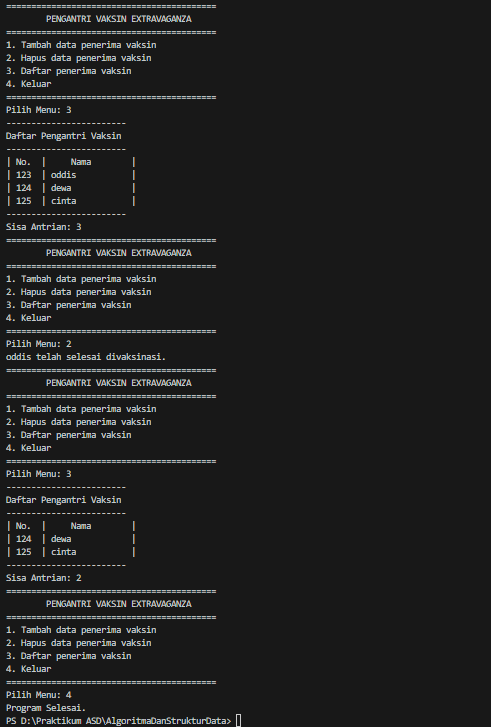 ==========================================
PENGANTRI VAKSIN EXTRAVAGANZA
==========================================
1. Tambah data penerima vaksin
2. Hapus data penerima vaksin
3. Daftar penerima vaksin
4. Keluar
==========================================
Pilih Menu: 3
------------------------
Daftar Pengantri Vaksin
------------------------
| No. | Nama |
| 123 | oddis |
| 124 | dewa |
| 125 | cinta |
------------------------
Sisa Antrian: 3
==========================================
PENGANTRI VAKSIN EXTRAVAGANZA
==========================================
1. Tambah data penerima vaksin
2. Hapus data penerima vaksin
3. Daftar penerima vaksin
4. Keluar
==========================================
Pilih Menu: 2
oddis telah selesai divaksinasi.
==========================================
PENGANTRI VAKSIN EXTRAVAGANZA
==========================================
1. Tambah data penerima vaksin
2. Hapus data penerima vaksin
3. Daftar penerima vaksin
4. Keluar
==========================================
Pilih Menu: 3
------------------------
Daftar Pengantri Vaksin
------------------------
| No. | Nama |
| 124 | dewa |
| 125 | cinta |
------------------------
Sisa Antrian: 2
==========================================
PENGANTRI VAKSIN EXTRAVAGANZA
==========================================
1. Tambah data penerima vaksin
2. Hapus data penerima vaksin
3. Daftar penerima vaksin
4. Keluar
==========================================
Pilih Menu: 4
Program Selesai.
PS D:\Praktikum ASD\AlgoritmaDanStrukturData>